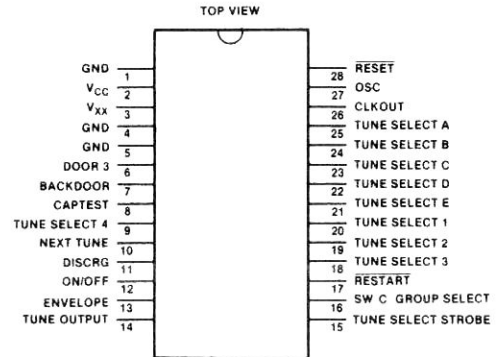 TOP VIEW
GND 1
VCC 2
VXX 3
GND 4
GND 5
DOOR 3 6
BACKDOOR 7
CAPTEST 8
TUNE SELECT 4 9
NEXT TUNE 10
DISCRG 11
ON/OFF 12
ENVELOPE 13
TUNE OUTPUT 14
28 RESET
27 OSC
26 CLKOUT
25 TUNE SELECT A
24 TUNE SELECT B
23 TUNE SELECT C
22 TUNE SELECT D
21 TUNE SELECT E
20 TUNE SELECT 1
19 TUNE SELECT 2
18 TUNE SELECT 3
17 RESTART
16 SW C GROUP SELECT
15 TUNE SELECT STROBE